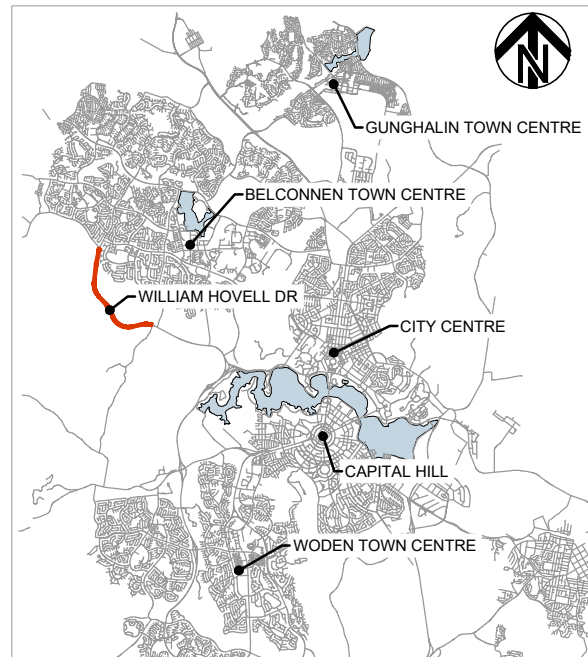 N
GUNGHALIN TOWN CENTRE
BELCONNEN TOWN CENTRE
WILLIAM HOVELL DR
CITY CENTRE
CAPITAL HILL
WODEN TOWN CENTRE